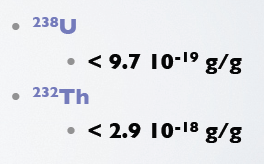 • ²³⁸U
• < 9.7 10⁻¹⁹ g/g
• ²³²Th
• < 2.9 10⁻¹⁸ g/g